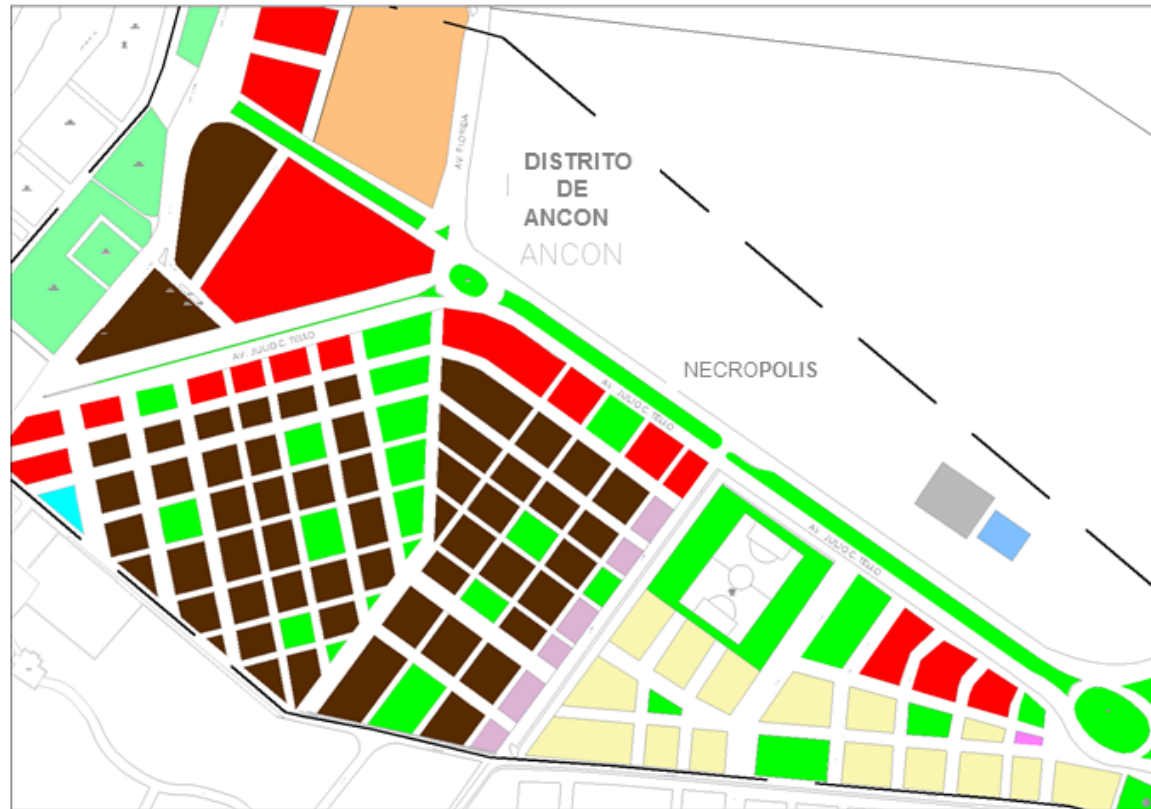 AV. FLORIDA
DISTRITO
DE
ANCON
ANCON
AV. JULIO C. TELLO
NECROPOLIS
AV. JULIO C. TELLO
AV. JULIO C. TELLO